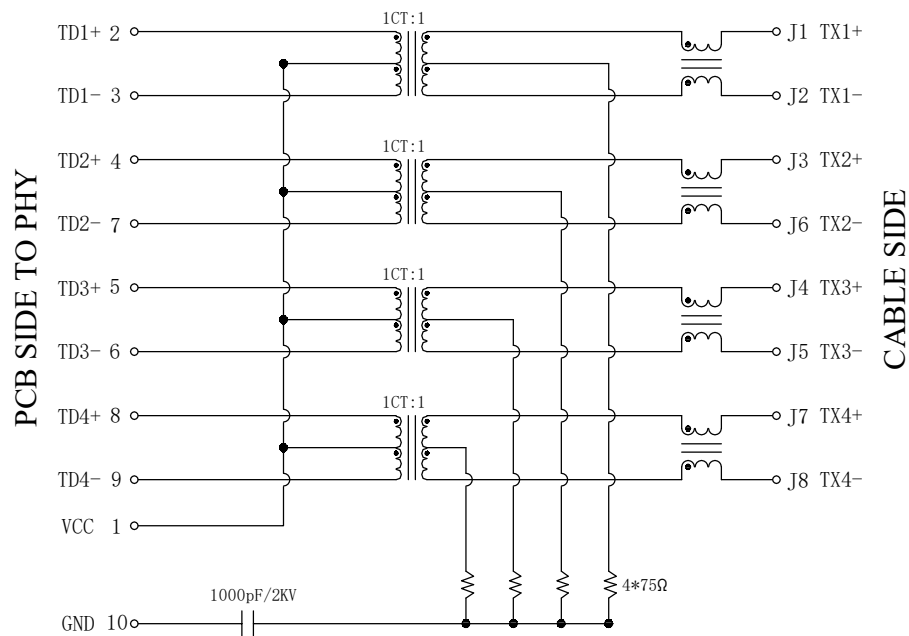 1CT:1
TD1+ 2
J1 TX1+
TD1- 3
J2 TX1-
1CT:1
TD2+ 4
J3 TX2+
TD2- 7
J6 TX2-
1CT:1
TD3+ 5
J4 TX3+
TD3- 6
J5 TX3-
1CT:1
TD4+ 8
J7 TX4+
TD4- 9
J8 TX4-
VCC 1
1000pF/2KV
4*75Ω
GND 10
PCB SIDE TO PHY
CABLE SIDE